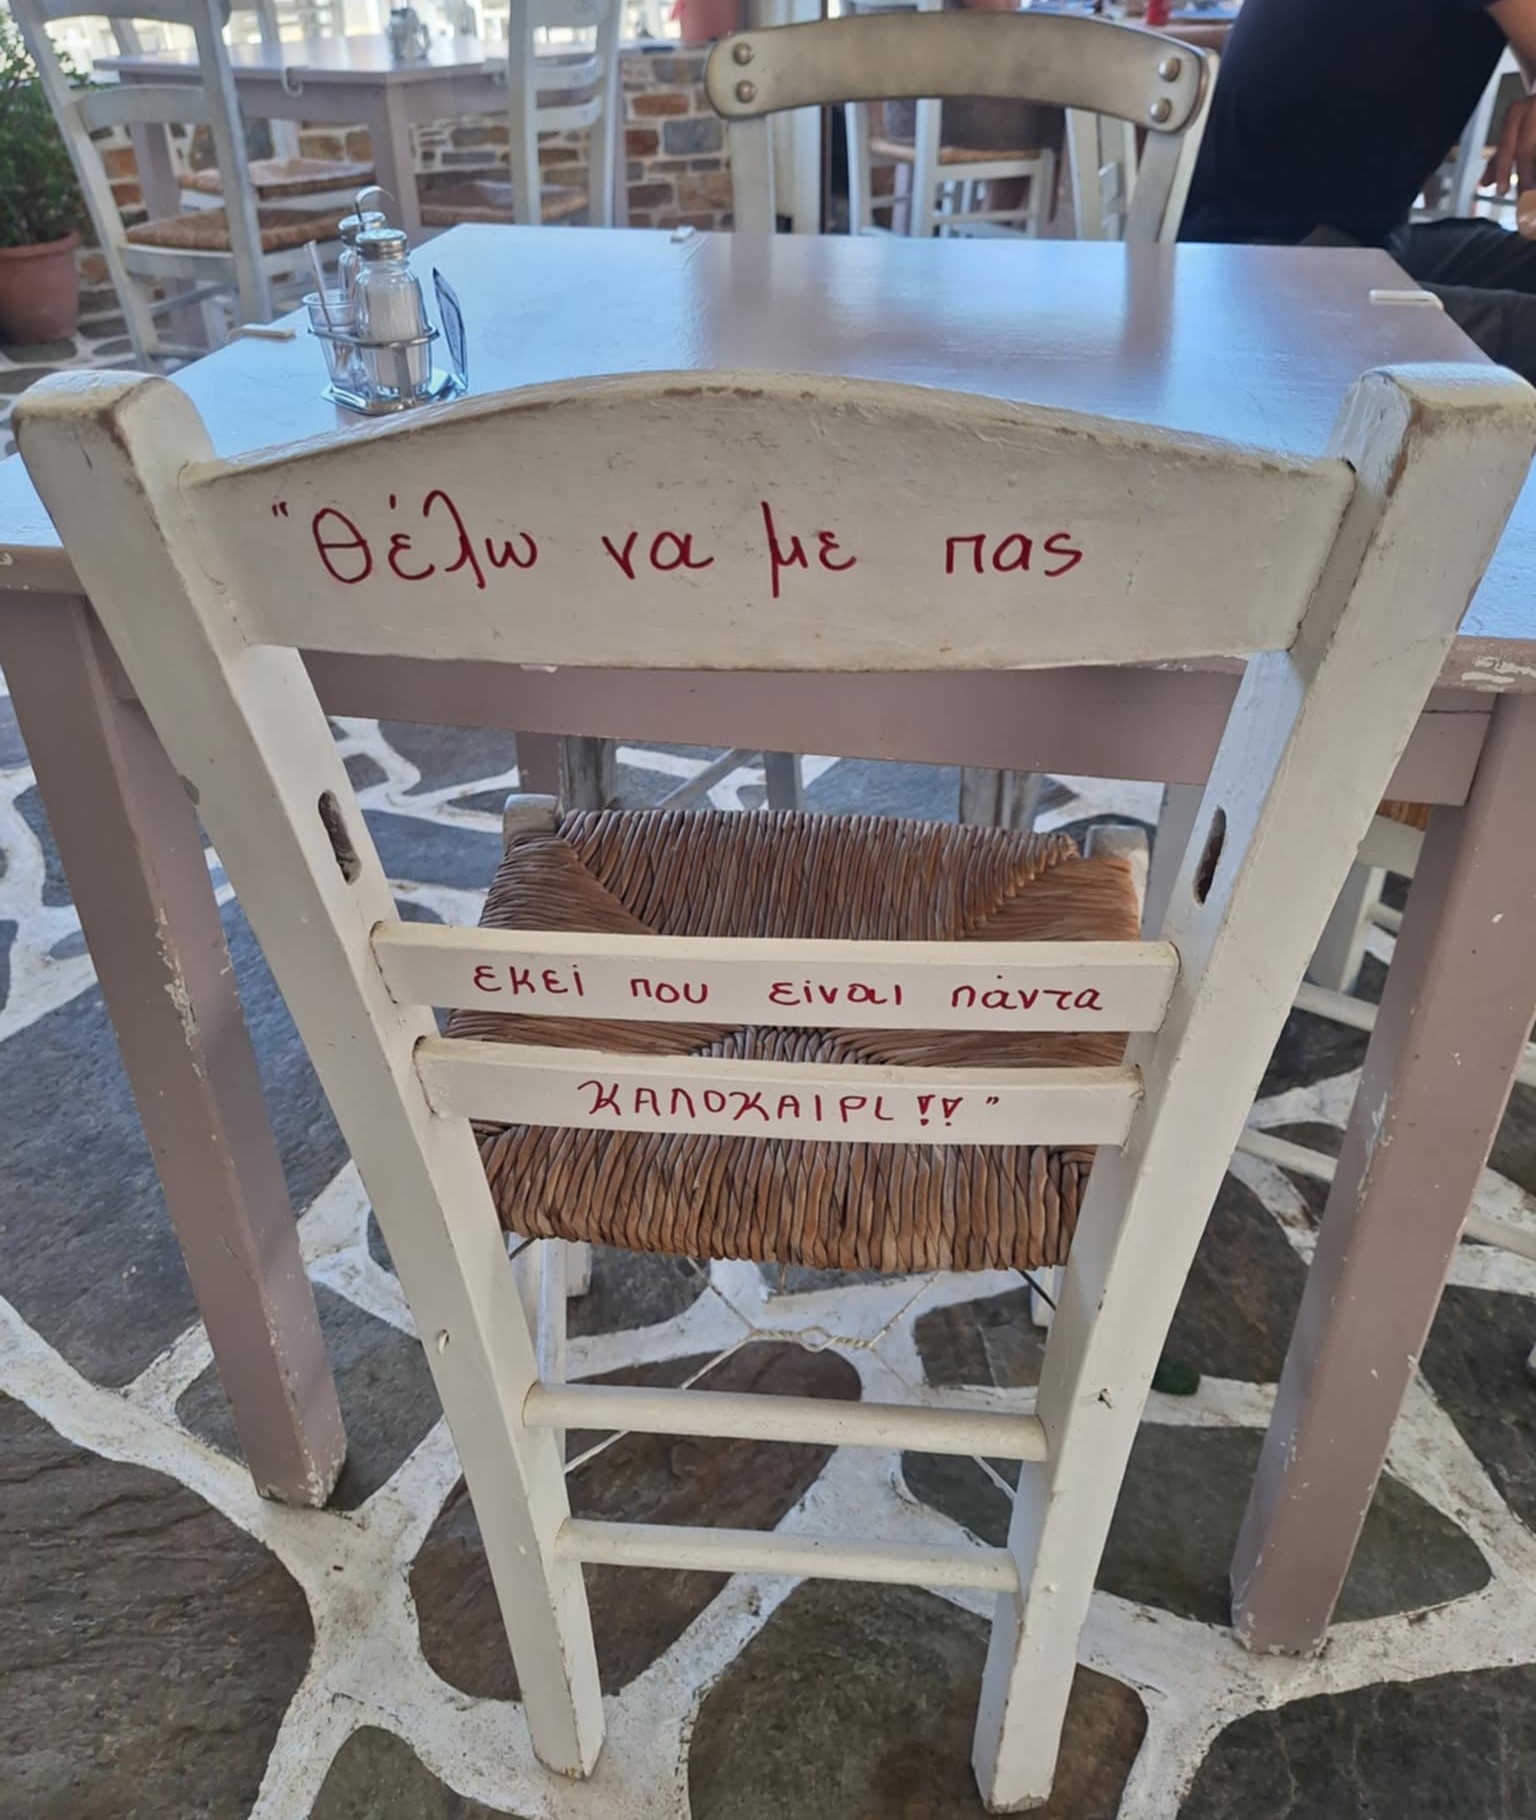 "Θέλω να με πας
εκεί που είναι πάντα
ΚΑΛΟΚΑΙΡΙ!!"